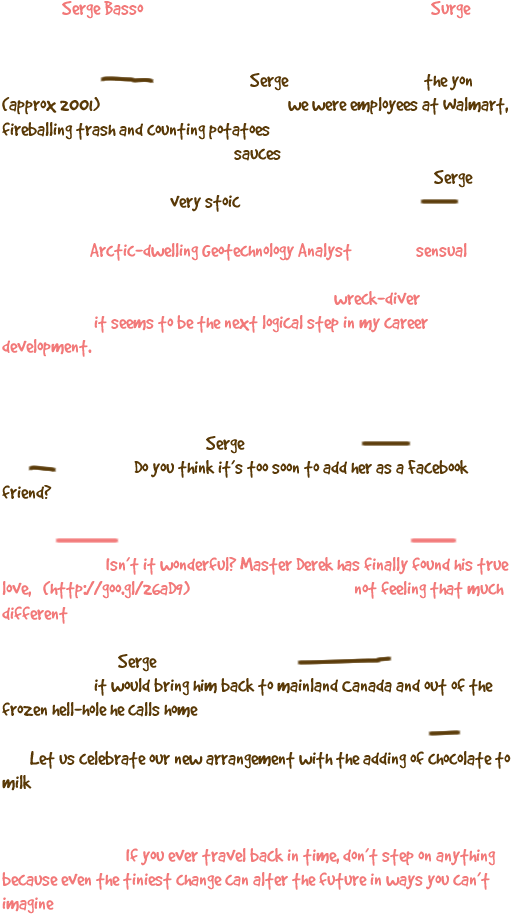 Serge Basso Surge
Serge the yon
(approx 2001) we were employees at Walmart,
fireballing trash and counting potatoes
sauces
Serge
very stoic
Arctic-dwelling Geotechnology Analyst sensual
wreck-diver
it seems to be the next logical step in my career
development.
Serge
Do you think it's too soon to add her as a Facebook
friend?
Isn't it wonderful? Master Derek has finally found his true
love, (http://goo.gl/z6aD9) not feeling that much
different
Serge
it would bring him back to mainland Canada and out of the
frozen hell-hole he calls home
Let us celebrate our new arrangement with the adding of chocolate to
milk
If you ever travel back in time, don't step on anything
because even the tiniest change can alter the future in ways you can't
imagine